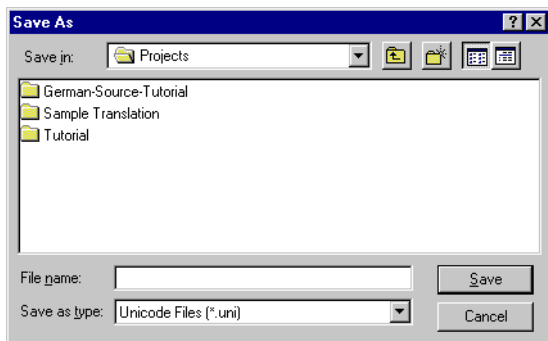 Save As
Save in: Projects
German-Source-Tutorial
Sample Translation
Tutorial
File name: Save
Save as type: Unicode Files (*.uni) Cancel